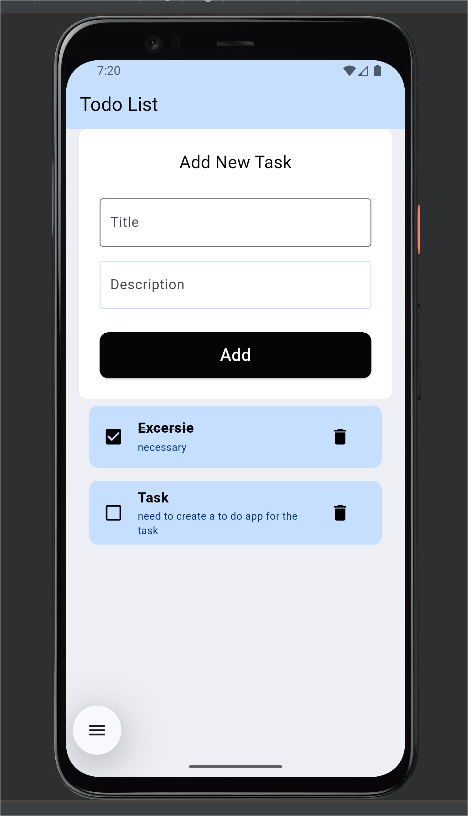 7:20
Todo List
Add New Task
Title
Description
Add
Excersie
necessary
Task
need to create a to do app for the
task